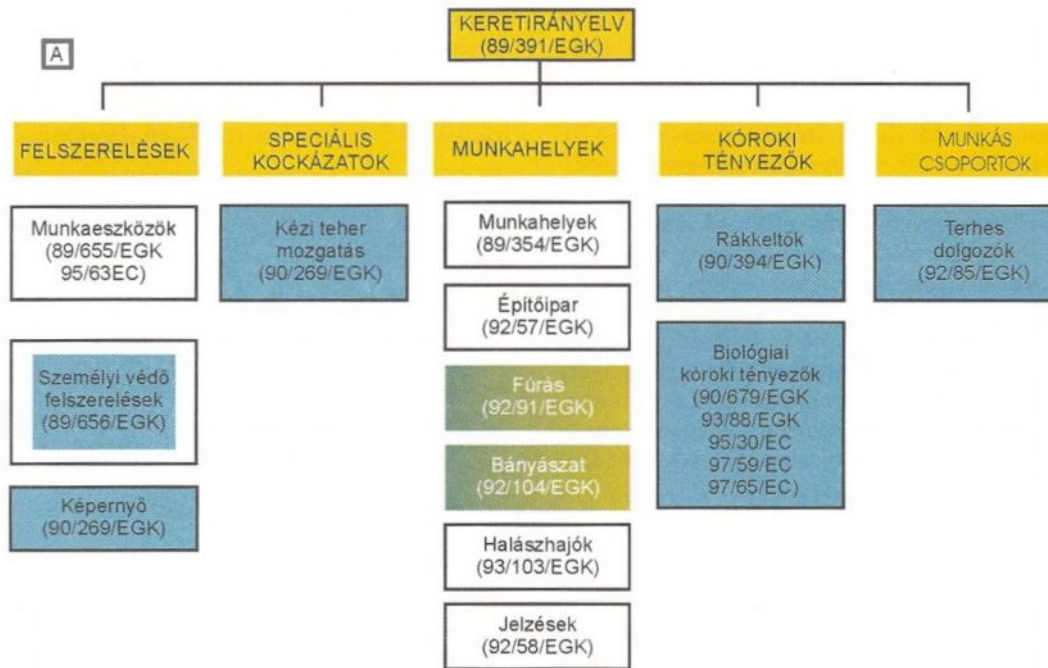 KERETIRÁNYELV
(89/391/EGK)
A
FELSZERELÉSEK
Munkaeszközök
(89/655/EGK
95/63EC)
Személyi védő
felszerelések
(89/656/EGK)
Képernyő
(90/269/EGK)
SPECIÁLIS
KOCKÁZATOK
Kézi teher
mozgatás
(90/269/EGK)
MUNKAHELYEK
Munkahelyek
(89/354/EGK)
Építőipar
(92/57/EGK)
Fúrás
(92/91/EGK)
Bányászat
(92/104/EGK)
Halászhajók
(93/103/EGK)
Jelzések
(92/58/EGK)
KÓROKI
TÉNYEZŐK
Rákkeltők
(90/394/EGK)
Biológiai
kóroki tényezők
(90/679/EGK
93/88/EGK
95/30/EC
97/59/EC
97/65/EC)
MUNKÁS
CSOPORTOK
Terhes
dolgozók
(92/85/EGK)